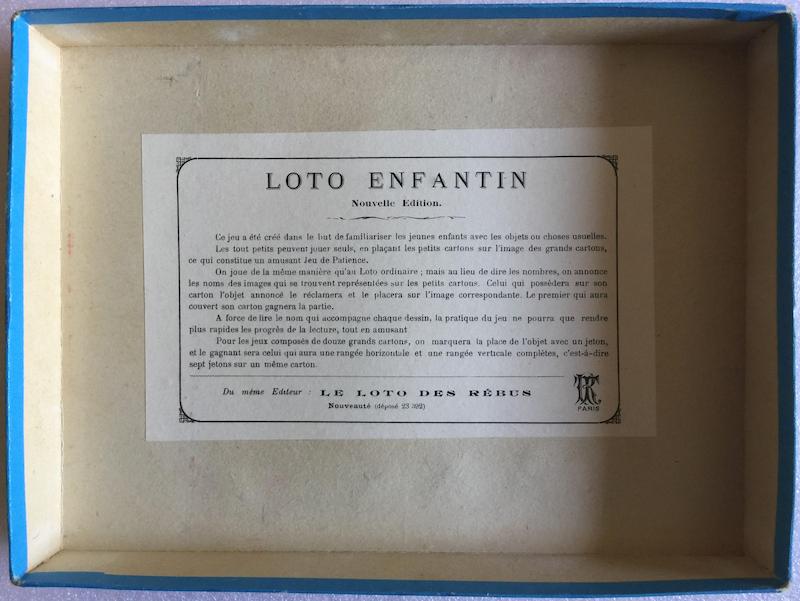 LOTO ENFANTIN
Nouvelle Edition.
Ce jeu a été créé dans le but de familiariser les jeunes enfants avec les objets ou choses usuelles.
Les tout petits peuvent jouer seuls, en plaçant les petits cartons sur l'image des grands cartons,
ce qui constitue un amusant Jeu de Patience.
On joue de la même manière qu'au Loto ordinaire ; mais au lieu de dire les nombres, on annonce
les noms des images qui se trouvent représentées sur les petits cartons. Celui qui possèdera sur son
carton l'objet annoncé le réclamera et le placera sur l'image correspondante. Le premier qui aura
couvert son carton gagnera la partie.
A force de lire le nom qui accompagne chaque dessin, la pratique du jeu ne pourra que rendre
plus rapides les progrès de la lecture, tout en amusant
Pour les jeux composés de douze grands cartons, on marquera la place de l'objet avec un jeton,
et le gagnant sera celui qui aura une rangée horizontale et une rangée verticale complètes, c'est-à-dire
sept jetons sur un même carton.
Du même Editeur : LE LOTO DES RÉBUS
Nouveauté (déposé 23 392)
PARIS